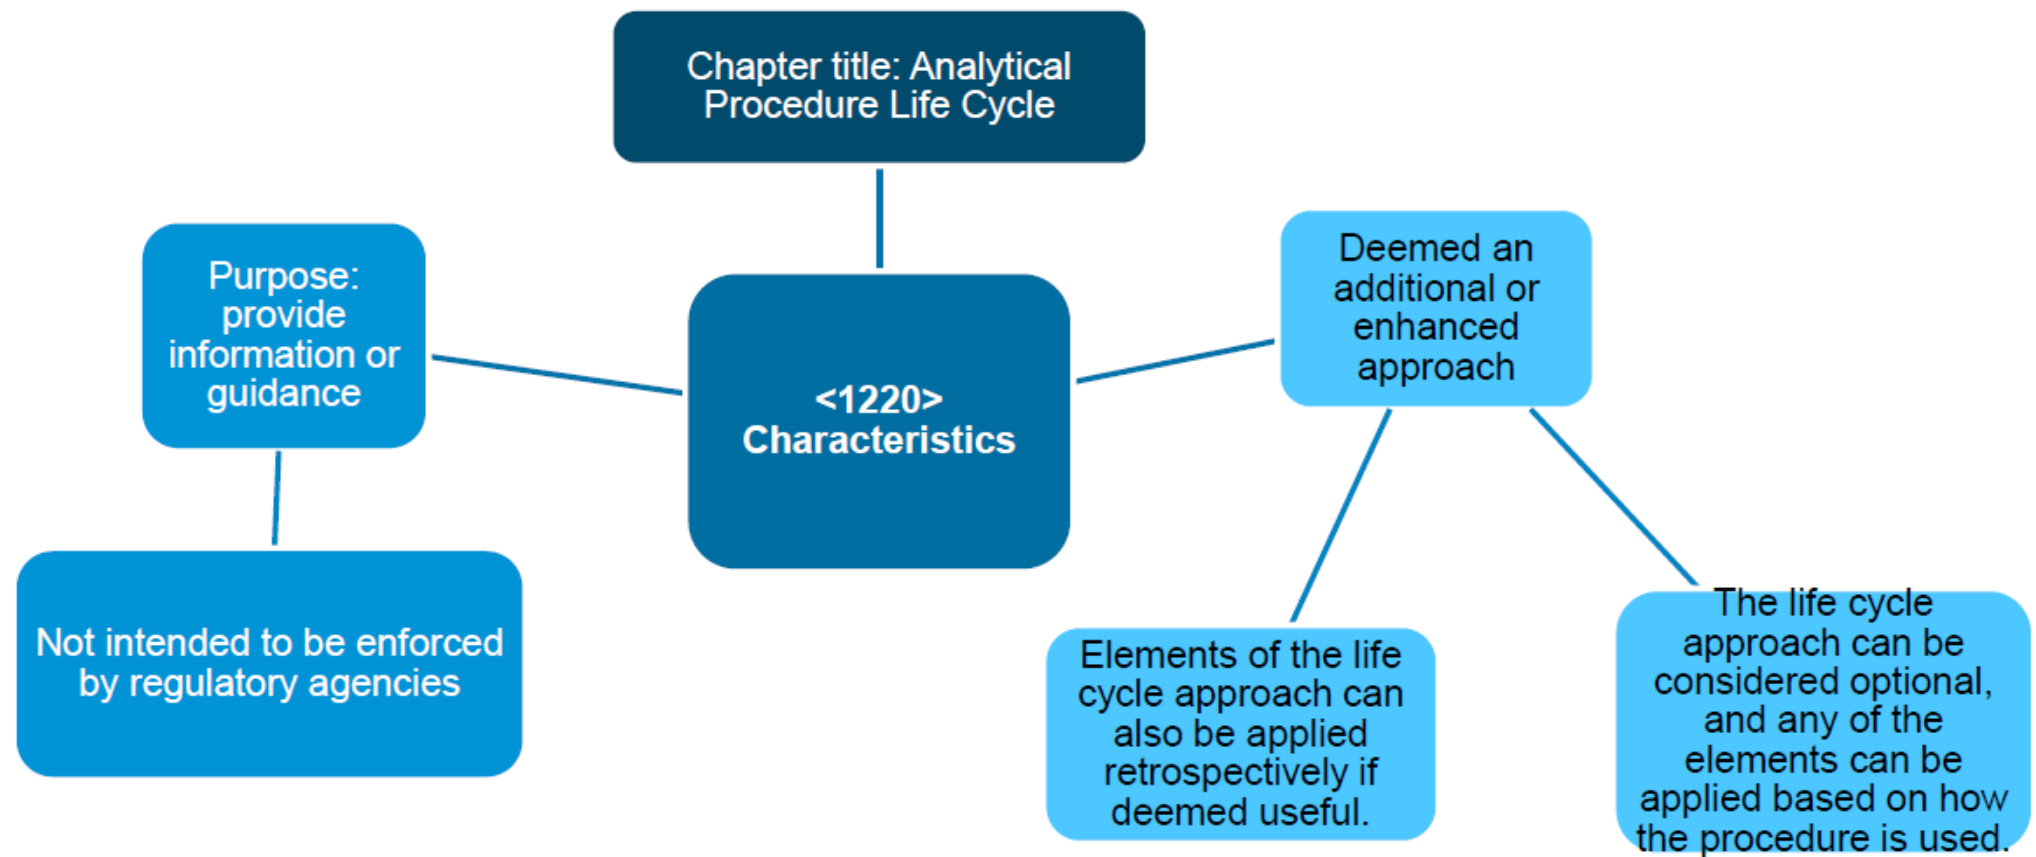 Chapter title: Analytical
Procedure Life Cycle
Purpose:
provide
information or
guidance
Not intended to be enforced
by regulatory agencies
<1220>
Characteristics
Deemed an
additional or
enhanced
approach
Elements of the life
cycle approach can
also be applied
retrospectively if
deemed useful.
The life cycle
approach can be
considered optional,
and any of the
elements can be
applied based on how
the procedure is used.